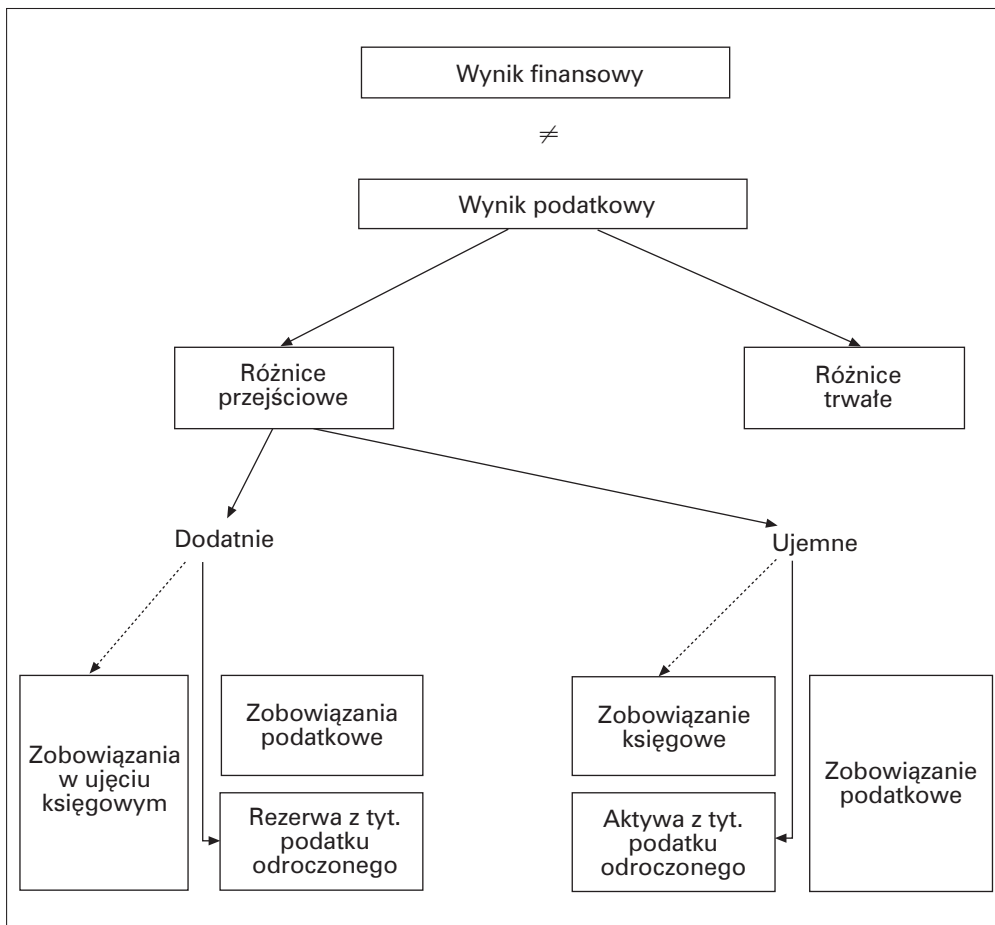 Wynik finansowy
≠
Wynik podatkowy
Różnice
przejściowe
Różnice
trwałe
Dodatnie
Ujemne
Zobowiązania
w ujęciu
księgowym
Zobowiązania
podatkowe
Rezerwa z tyt.
podatku
odroczonego
Zobowiązanie
księgowe
Aktywa z tyt.
podatku
odroczonego
Zobowiązanie
podatkowe